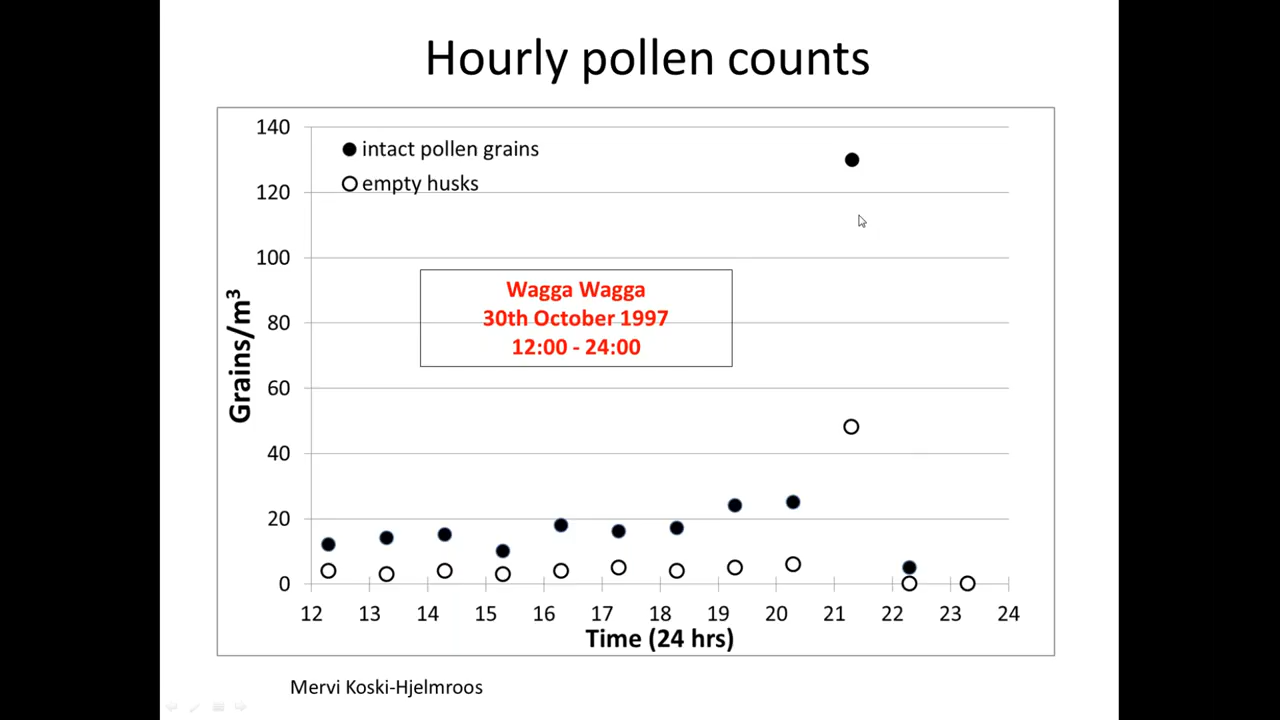 Hourly pollen counts
140
intact pollen grains
empty husks
120
100
Wagga Wagga
30th October 1997
12:00 - 24:00
80
60
40
20
0
Grains/m³
12 13 14 15 16 17 18 19 20 21 22 23 24
Time (24 hrs)
Mervi Koski-Hjelmroos